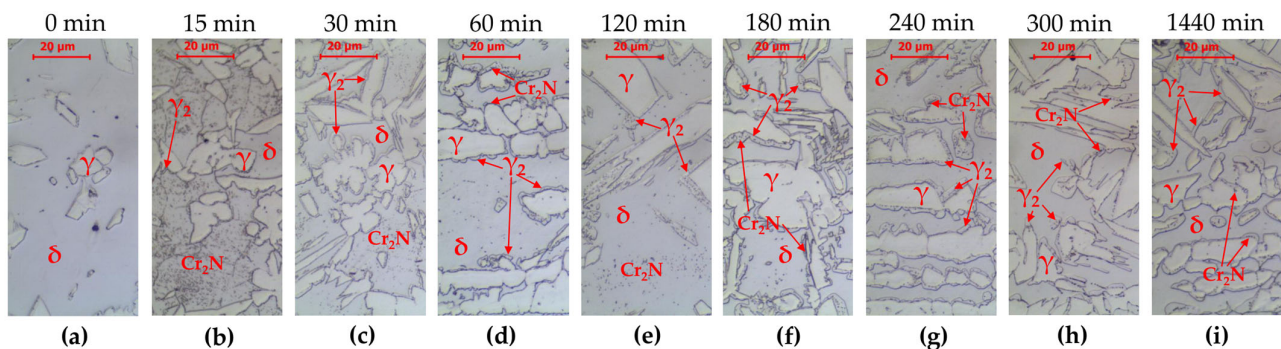 0 min 15 min 30 min 60 min 120 min 180 min 240 min 300 min 1440 min
20 µm 20 µm 20 µm 20 µm 20 µm 20 µm 20 µm 20 µm 20 µm
γ δ
γ₂ γ δ Cr₂N
γ₂ δ γ Cr₂N
Cr₂N γ γ₂ δ
γ γ₂ δ Cr₂N
γ₂ γ Cr₂N δ
δ Cr₂N γ₂ γ
Cr₂N δ γ₂ γ
γ₂ γ δ Cr₂N
(a) (b) (c) (d) (e) (f) (g) (h) (i)